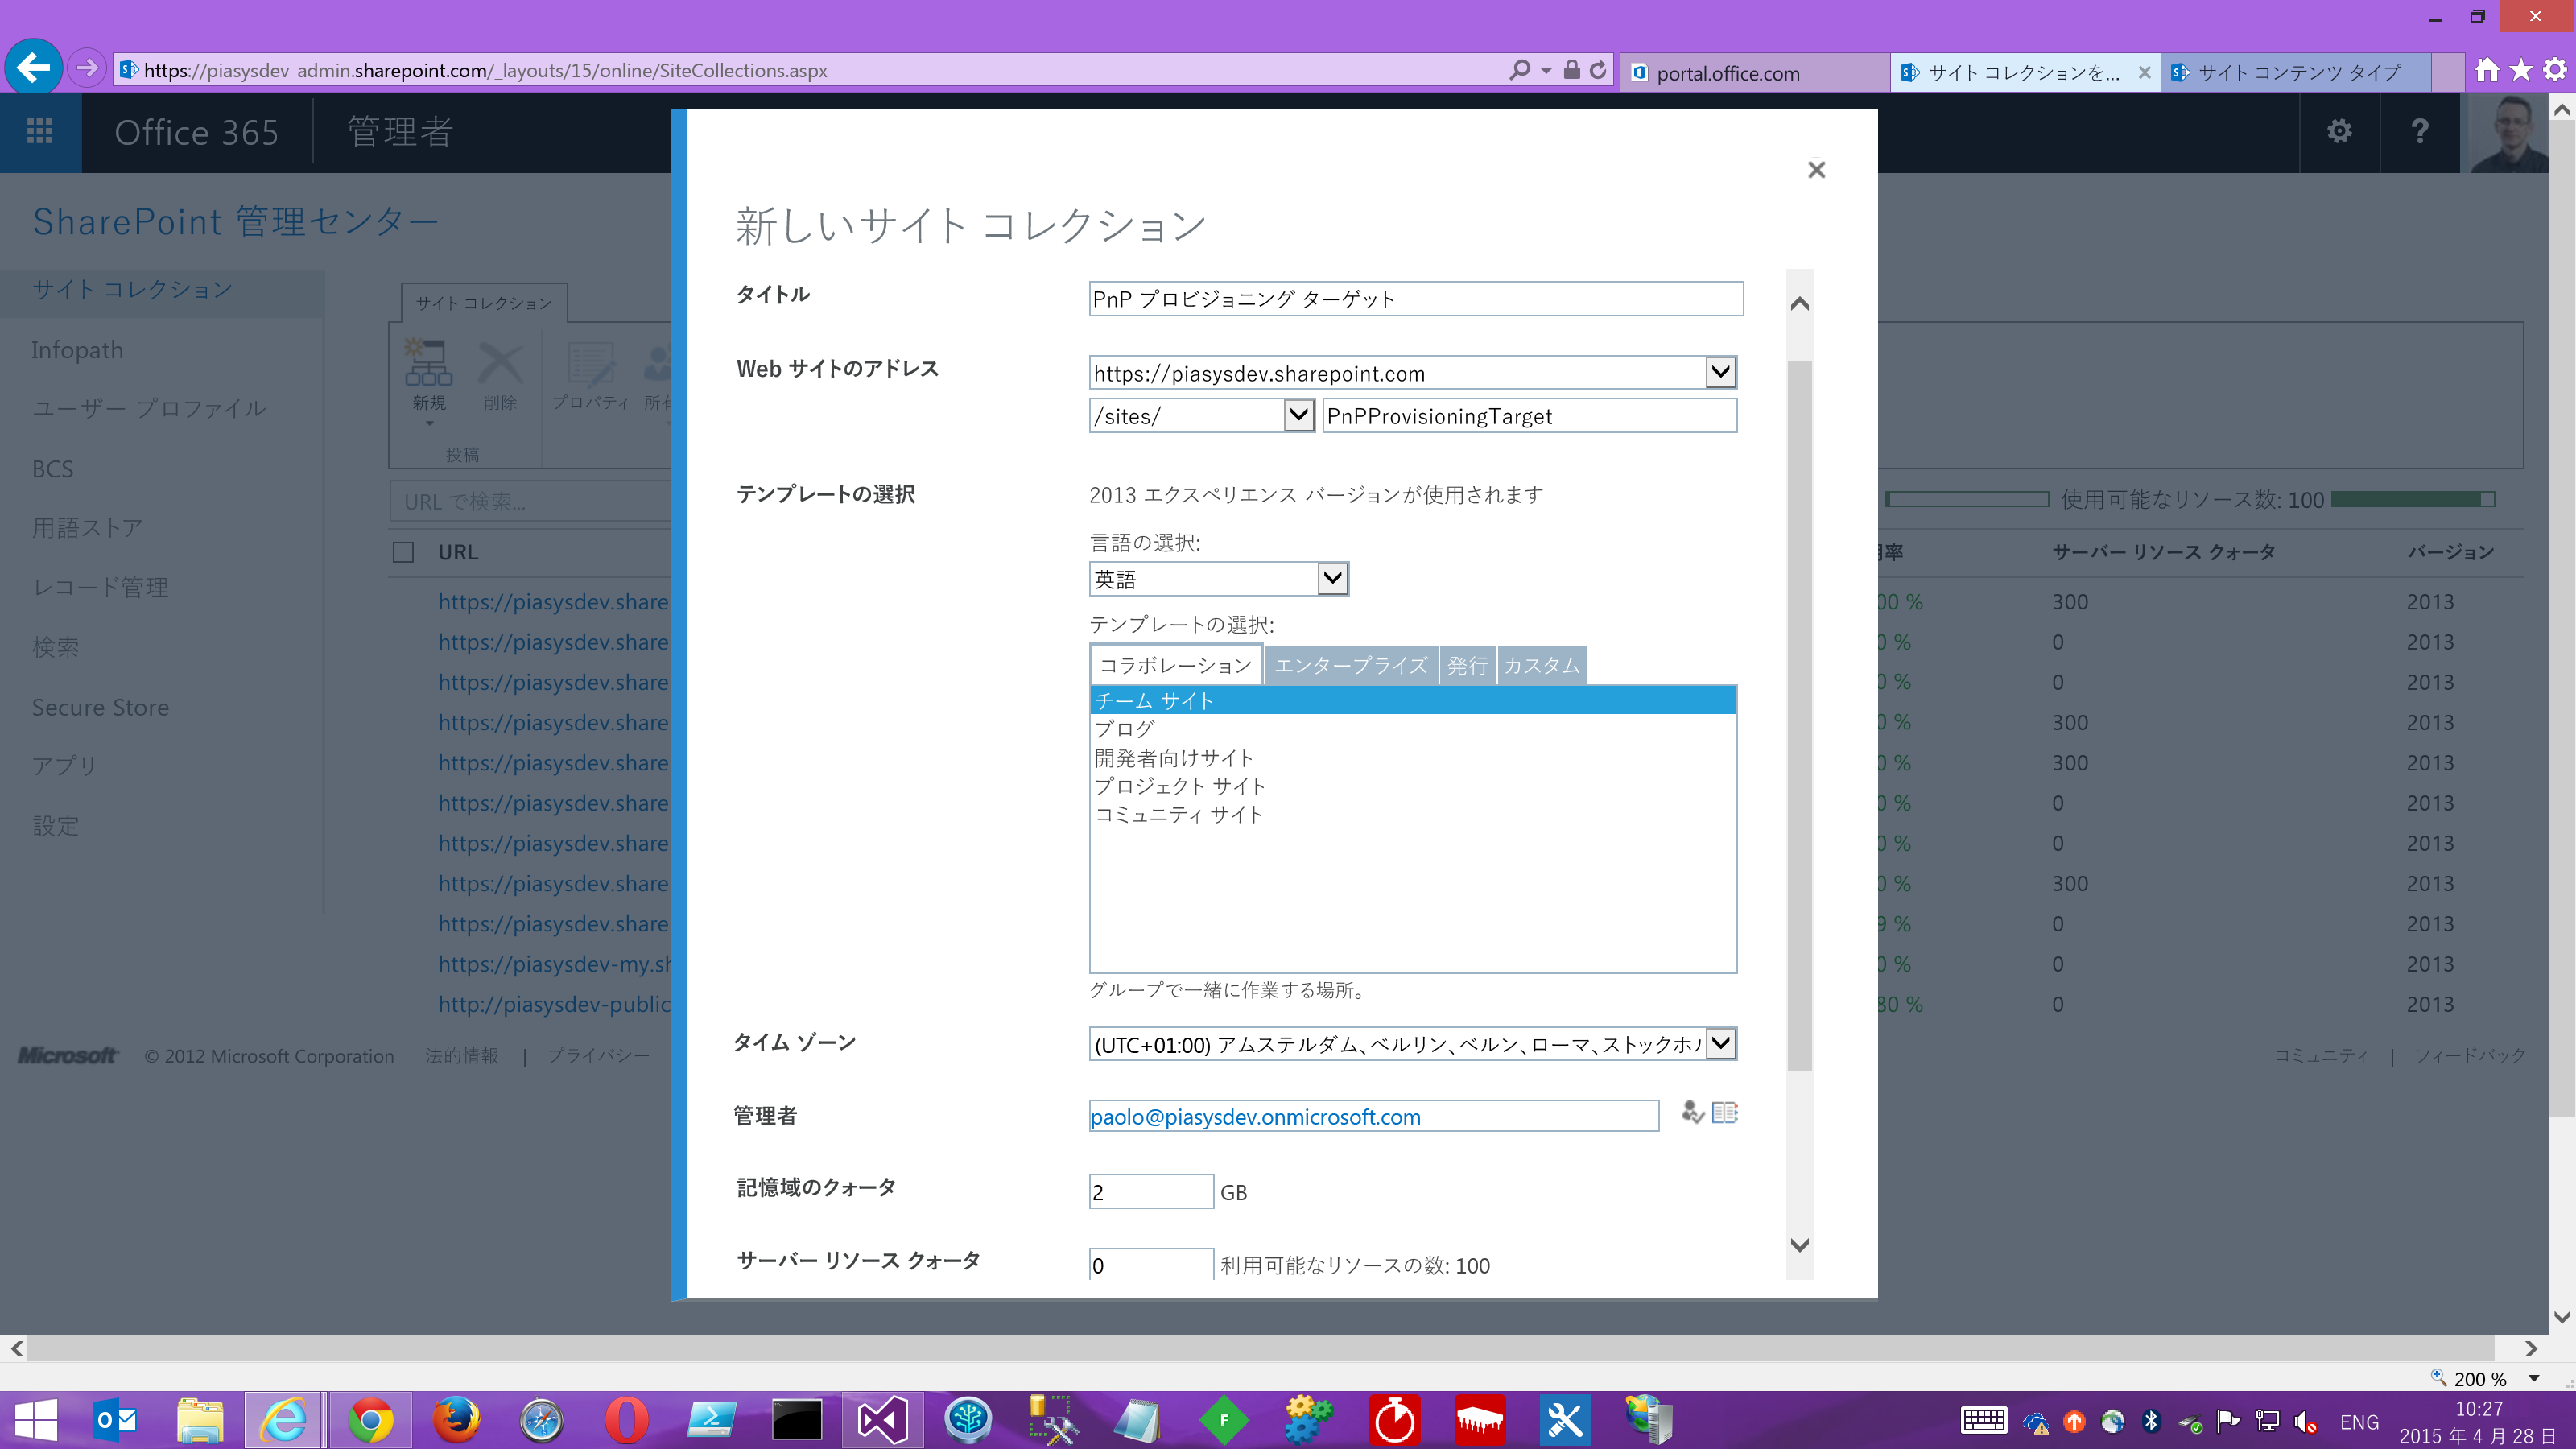 https://piasysdev-admin.sharepoint.com/_layouts/15/online/SiteCollections.aspx
portal.office.com
サイト コレクションを...
サイト コンテンツ タイプ
Office 365
管理者
?
SharePoint 管理センター
サイト コレクション
Infopath
ユーザー プロファイル
BCS
用語ストア
レコード管理
検索
Secure Store
アプリ
設定
サイト コレクション
新規
削除
プロパティ
所有
投稿
URL で検索...
URL
https://piasysdev.share
https://piasysdev.share
https://piasysdev.share
https://piasysdev.share
https://piasysdev.share
https://piasysdev.share
https://piasysdev.share
https://piasysdev.share
https://piasysdev.share
https://piasysdev-my.sh
http://piasysdev-public
新しいサイト コレクション
タイトル
PnP プロビジョニング ターゲット
Web サイトのアドレス
https://piasysdev.sharepoint.com
/sites/
PnPProvisioningTarget
テンプレートの選択
2013 エクスペリエンス バージョンが使用されます
言語の選択:
英語
テンプレートの選択:
コラボレーション
エンタープライズ
発行
カスタム
チーム サイト
ブログ
開発者向けサイト
プロジェクト サイト
コミュニティ サイト
グループで一緒に作業する場所。
タイム ゾーン
(UTC+01:00) アムステルダム、ベルリン、ベルン、ローマ、ストックホル
管理者
paolo@piasysdev.onmicrosoft.com
記憶域のクォータ
2
GB
サーバー リソース クォータ
0
利用可能なリソースの数: 100
使用可能なリソース数: 100
率
サーバー リソース クォータ
バージョン
00 % 300 2013
0 % 0 2013
0 % 0 2013
0 % 300 2013
0 % 300 2013
0 % 0 2013
0 % 0 2013
0 % 300 2013
9 % 0 2013
0 % 0 2013
80 % 0 2013
Microsoft
© 2012 Microsoft Corporation
法的情報 | プライバシー
コミュニティ | フィードバック
200 %
ENG
10:27
2015 年 4 月 28 日